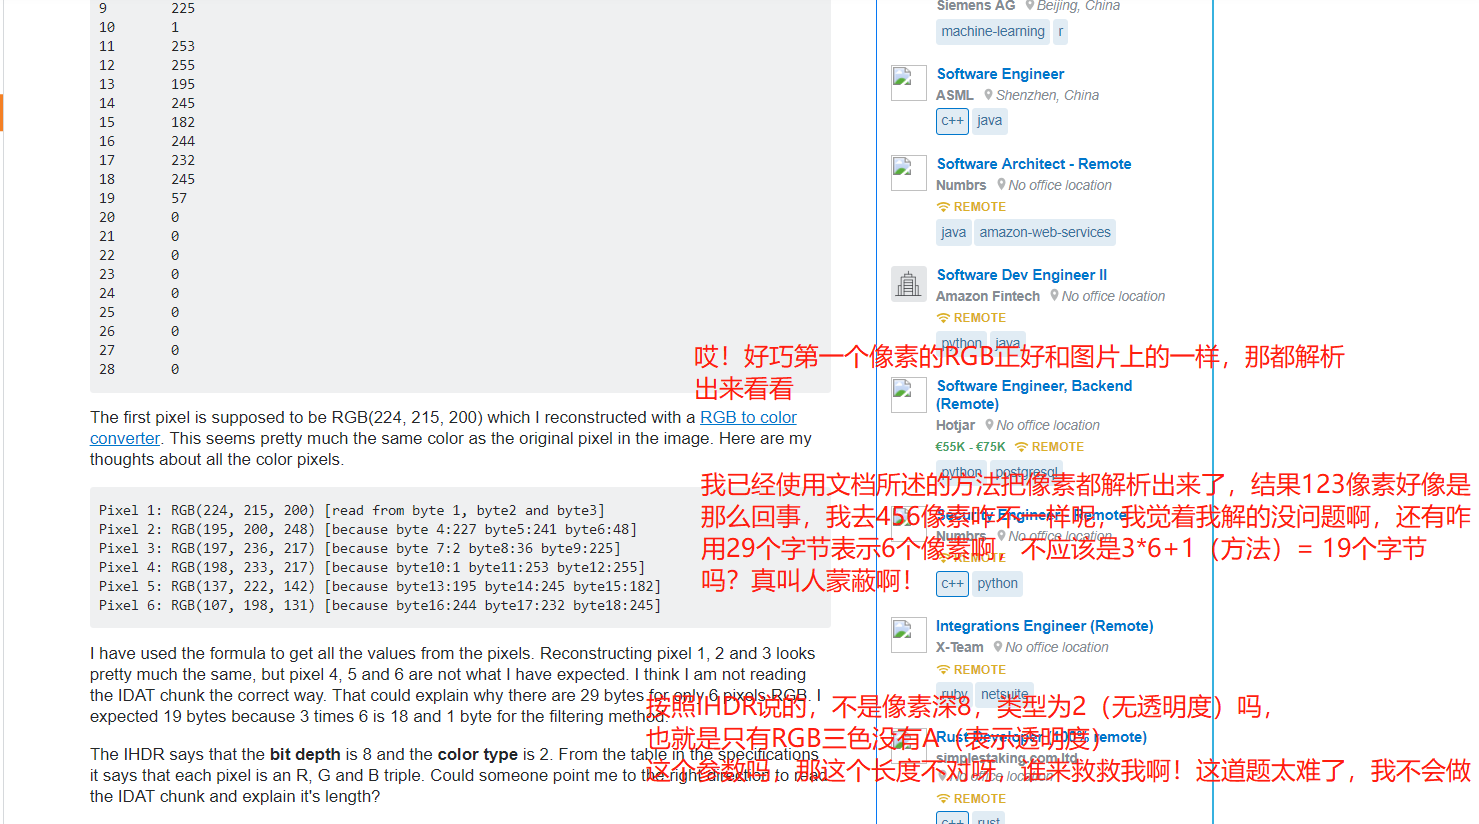 9 225
10 1
11 253
12 255
13 195
14 245
15 182
16 244
17 232
18 245
19 57
20 0
21 0
22 0
23 0
24 0
25 0
26 0
27 0
28 0
The first pixel is supposed to be RGB(224, 215, 200) which I reconstructed with a RGB to color
converter. This seems pretty much the same color as the original pixel in the image. Here are my
thoughts about all the color pixels.
Pixel 1: RGB(224, 215, 200) [read from byte 1, byte2 and byte3]
Pixel 2: RGB(195, 200, 248) [because byte 4:227 byte5:241 byte6:48]
Pixel 3: RGB(197, 236, 217) [because byte 7:2 byte8:36 byte9:225]
Pixel 4: RGB(198, 233, 217) [because byte10:1 byte11:253 byte12:255]
Pixel 5: RGB(137, 222, 142) [because byte13:195 byte14:245 byte15:182]
Pixel 6: RGB(107, 198, 131) [because byte16:244 byte17:232 byte18:245]
I have used the formula to get all the values from the pixels. Reconstructing pixel 1, 2 and 3 looks
pretty much the same, but pixel 4, 5 and 6 are not what I have expected. I think I am not reading
the IDAT chunk the correct way. That could explain why there are 29 bytes for only 6 pixels RGB. I
expected 19 bytes because 3 times 6 is 18 and 1 byte for the filtering method.
The IHDR says that the bit depth is 8 and the color type is 2. From the table in the specifications
it says that each pixel is an R, G and B triple. Could someone point me to the right direction to read
the IDAT chunk and explain it's length?
哎！好巧第一个像素的RGB正好和图片上的一样，那都解析
出来看看
我已经使用文档所述的方法把像素都解析出来了，结果123像素好像是
那么回事，我去456像素咋不一样呢，我觉着我解的没问题啊，还有咋
用29个字节表示6个像素啊，不应该是3*6+1（方法）= 19个字节
吗？真叫人蒙蔽啊！
按照IHDR说的，不是像素深8，类型为2（无透明度）吗，
也就是只有RGB三色没有A（表示透明度）
这个参数吗，那这个长度不对呀，谁来救救我啊！这道题太难了，我不会做
Siemens AG Beijing, China
machine-learning r
Software Engineer
ASML Shenzhen, China
c++ java
Software Architect - Remote
Numbrs No office location
REMOTE
java amazon-web-services
Software Dev Engineer II
Amazon Fintech No office location
REMOTE
python java
Software Engineer, Backend
(Remote)
Hotjar No office location
€55K - €75K REMOTE
python postgresql
Security Engineer - Remote
Numbrs No office location
REMOTE
c++ python
Integrations Engineer (Remote)
X-Team No office location
REMOTE
ruby netsuite
Rust Developer (100% remote)
simplestaking.com ltd.
No office location
REMOTE
c++ rust